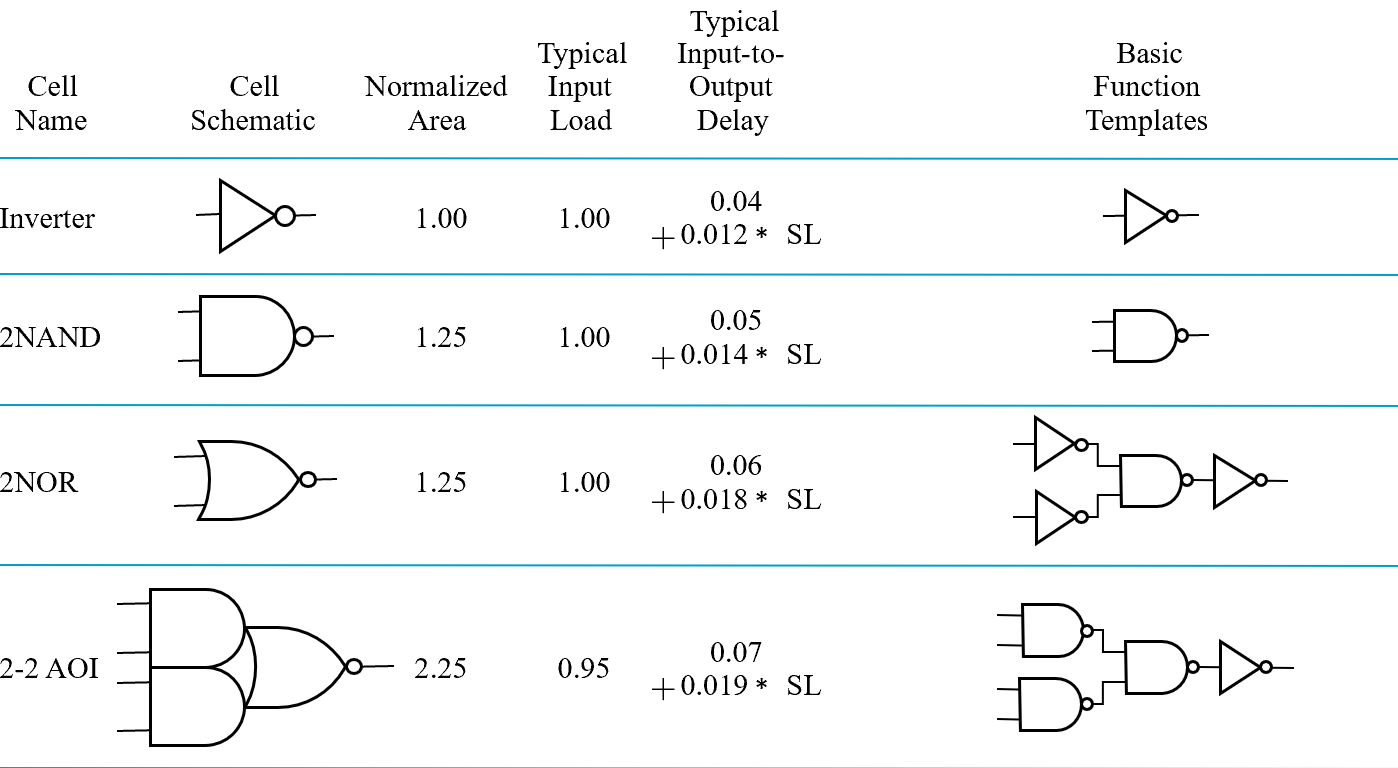 Cell
Name
Cell
Schematic
Normalized
Area
Typical
Input
Load
Typical
Input-to-
Output
Delay
Basic
Function
Templates
Inverter
1.00
1.00
0.04
+0.012 * SL
2NAND
1.25
1.00
0.05
+0.014 * SL
2NOR
1.25
1.00
0.06
+0.018 * SL
2-2 AOI
2.25
0.95
0.07
+0.019 * SL